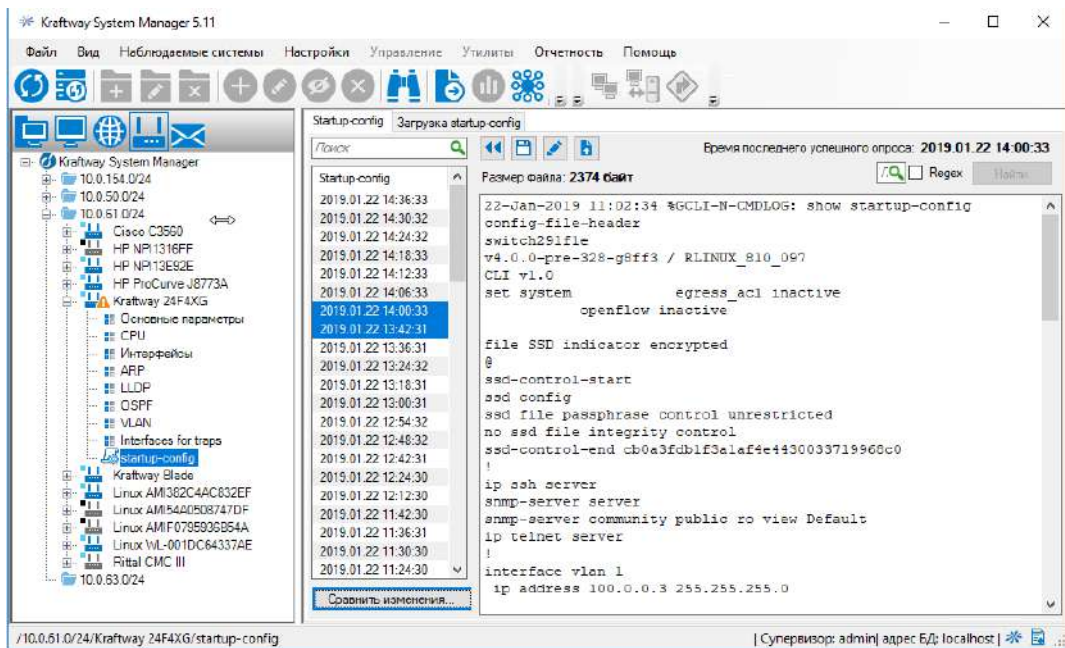 Kraftway System Manager 5.11
Файл Вид Наблюдаемые системы Настройки Управление Утилиты Отчетность Помощь
Kraftway System Manager
10.0.154.0/24
10.0.50.0/24
10.0.61.0/24
Cisco C3560
HP NPI1316FF
HP NPI13E92E
HP ProCurve J8773A
Kraftway 24F4XG
Основные параметры
CPU
Интерфейсы
ARP
LLDP
OSPF
VLAN
Interfaces for traps
startup-config
Kraftway Blade
Linux AMI382C4AC832EF
Linux AMI54A0508747DF
Linux AMIF0795936B54A
Linux WL-001DC64337AE
Rittal CMC III
10.0.63.0/24
Startup-config Загрузка startup-config
Поиск
Startup-config
2019.01.22 14:36:33
2019.01.22 14:30:32
2019.01.22 14:24:32
2019.01.22 14:18:33
2019.01.22 14:12:33
2019.01.22 14:06:33
2019.01.22 14:00:33
2019.01.22 13:42:31
2019.01.22 13:36:31
2019.01.22 13:24:32
2019.01.22 13:18:31
2019.01.22 13:00:31
2019.01.22 12:54:32
2019.01.22 12:48:32
2019.01.22 12:42:31
2019.01.22 12:24:30
2019.01.22 12:12:30
2019.01.22 11:42:30
2019.01.22 11:36:31
2019.01.22 11:30:30
2019.01.22 11:24:30
Сравнить изменения...
Время последнего успешного опроса: 2019.01.22 14:00:33
Размер файла: 2374 байт
Regex Найти
22-Jan-2019 11:02:34 %GCLI-N-CMDLOG: show startup-config
config-file-header
switch291f1e
v4.0.0-pre-328-g8ff3 / RLINUX_810_097
CLI v1.0
set system egress_acl inactive
openflow inactive
file SSD indicator encrypted
@
ssd-control-start
ssd config
ssd file passphrase control unrestricted
no ssd file integrity control
ssd-control-end cb0a3fdb1f3a1af4e4430033719968c0
!
ip ssh server
snmp-server server
snmp-server community public ro view Default
ip telnet server
!
interface vlan 1
ip address 100.0.0.3 255.255.255.0
/10.0.61.0/24/Kraftway 24F4XG/startup-config
| Супервизор: admin| адрес БД: localhost |